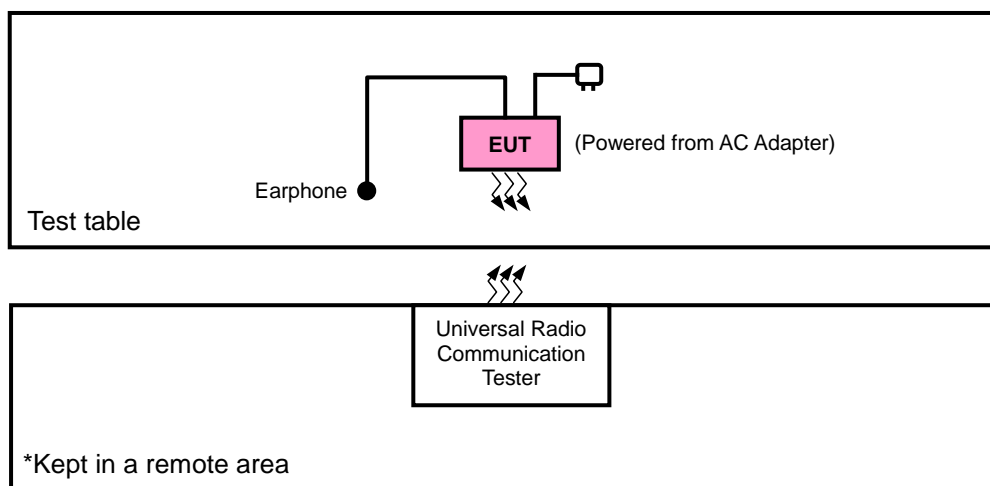 EUT
(Powered from AC Adapter)
Earphone
Test table
Universal Radio
Communication
Tester
*Kept in a remote area